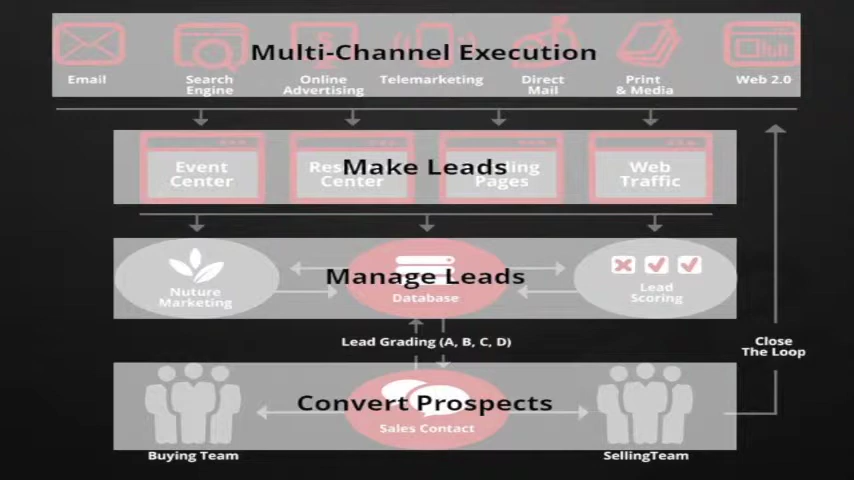 Multi-Channel Execution
Email
Search
Engine
Online
Advertising
Telemarketing
Direct
Mail
Print
& Media
Web 2.0
Make Leads
Event
Center
Center
Pages
Web
Traffic
Manage Leads
Nuture
Marketing
Database
Lead
Scoring
Lead Grading (A, B, C, D)
Close
The Loop
Convert Prospects
Sales Contact
Buying Team
SellingTeam